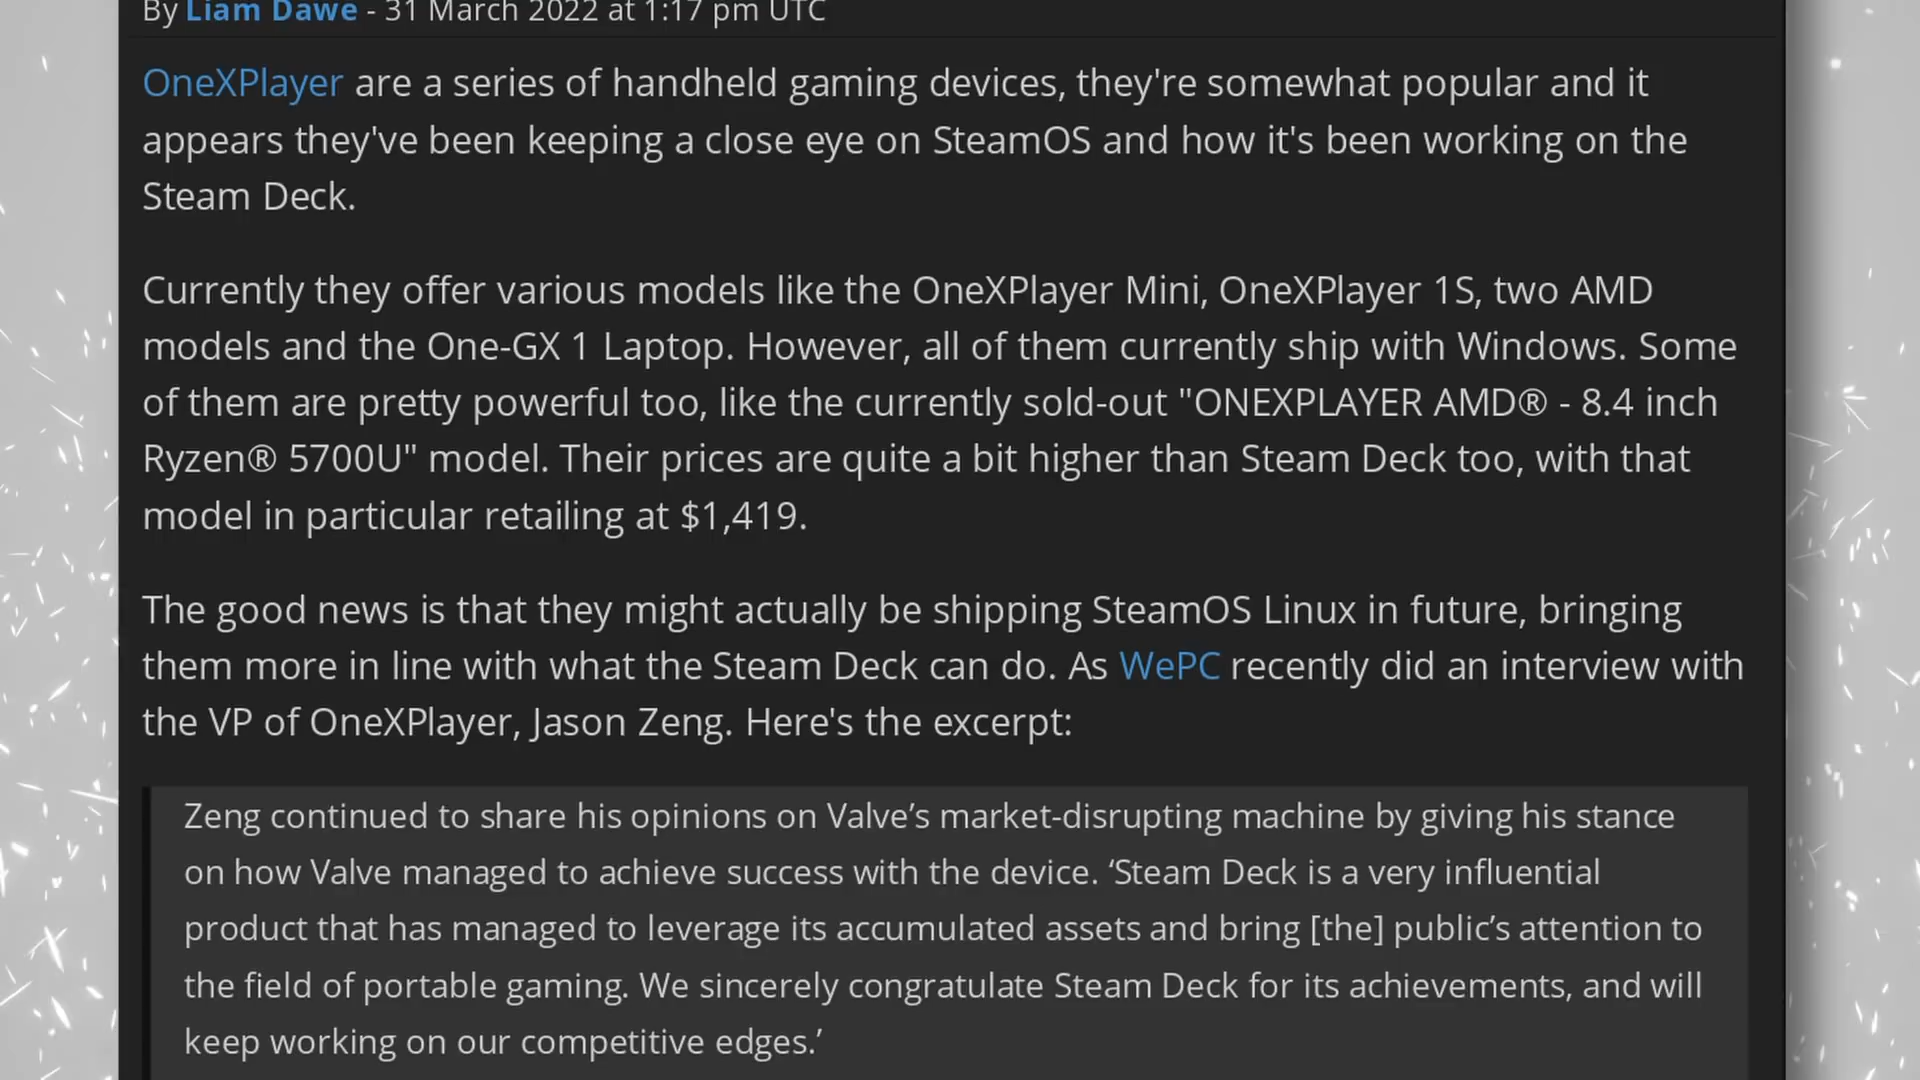 By Liam Dawe - 31 March 2022 at 1:17 pm UTC
OneXPlayer are a series of handheld gaming devices, they're somewhat popular and it
appears they've been keeping a close eye on SteamOS and how it's been working on the
Steam Deck.
Currently they offer various models like the OneXPlayer Mini, OneXPlayer 1S, two AMD
models and the One-GX 1 Laptop. However, all of them currently ship with Windows. Some
of them are pretty powerful too, like the currently sold-out "ONEXPLAYER AMD® - 8.4 inch
Ryzen® 5700U" model. Their prices are quite a bit higher than Steam Deck too, with that
model in particular retailing at $1,419.
The good news is that they might actually be shipping SteamOS Linux in future, bringing
them more in line with what the Steam Deck can do. As WePC recently did an interview with
the VP of OneXPlayer, Jason Zeng. Here's the excerpt:
Zeng continued to share his opinions on Valve’s market-disrupting machine by giving his stance
on how Valve managed to achieve success with the device. ‘Steam Deck is a very influential
product that has managed to leverage its accumulated assets and bring [the] public’s attention to
the field of portable gaming. We sincerely congratulate Steam Deck for its achievements, and will
keep working on our competitive edges.’